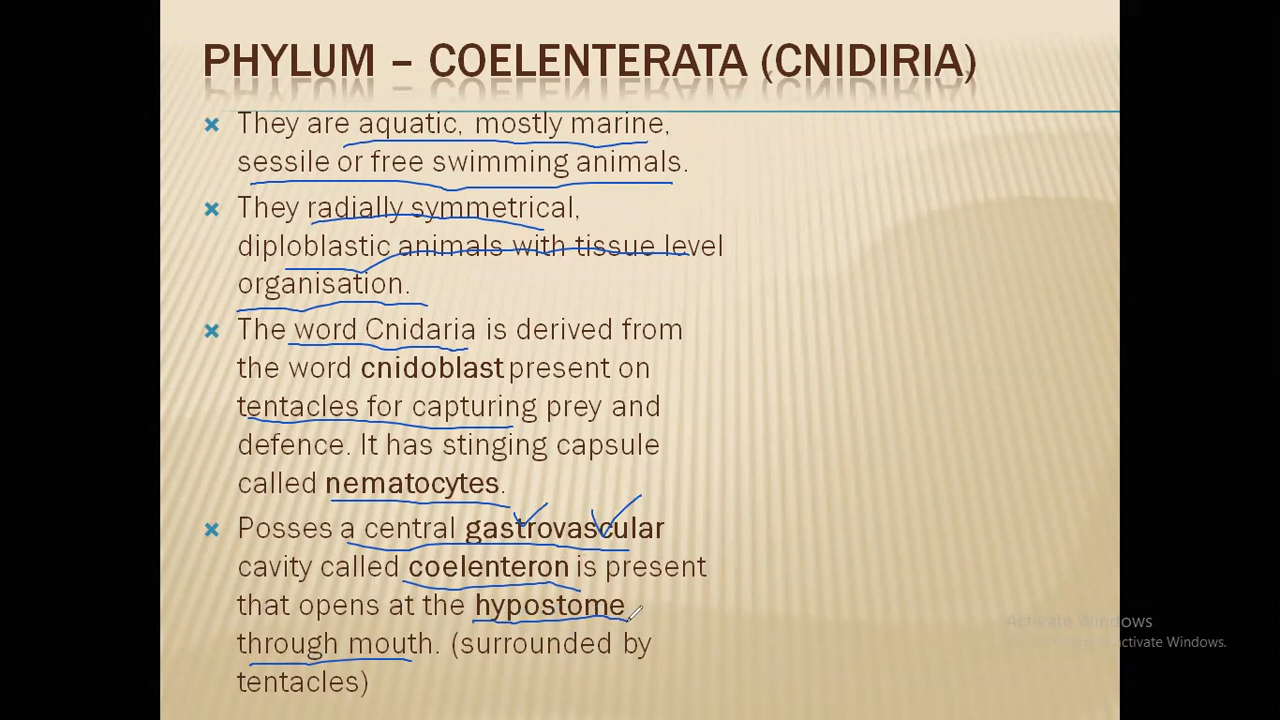 PHYLUM – COELENTERATA (CNIDIRIA)
They are aquatic, mostly marine,
sessile or free swimming animals.
They radially symmetrical,
diploblastic animals with tissue level
organisation.
The word Cnidaria is derived from
the word cnidoblast present on
tentacles for capturing prey and
defence. It has stinging capsule
called nematocytes.
Posses a central gastrovascular
cavity called coelenteron is present
that opens at the hypostome
through mouth. (surrounded by
tentacles)
Activate Windows
activate Windows.